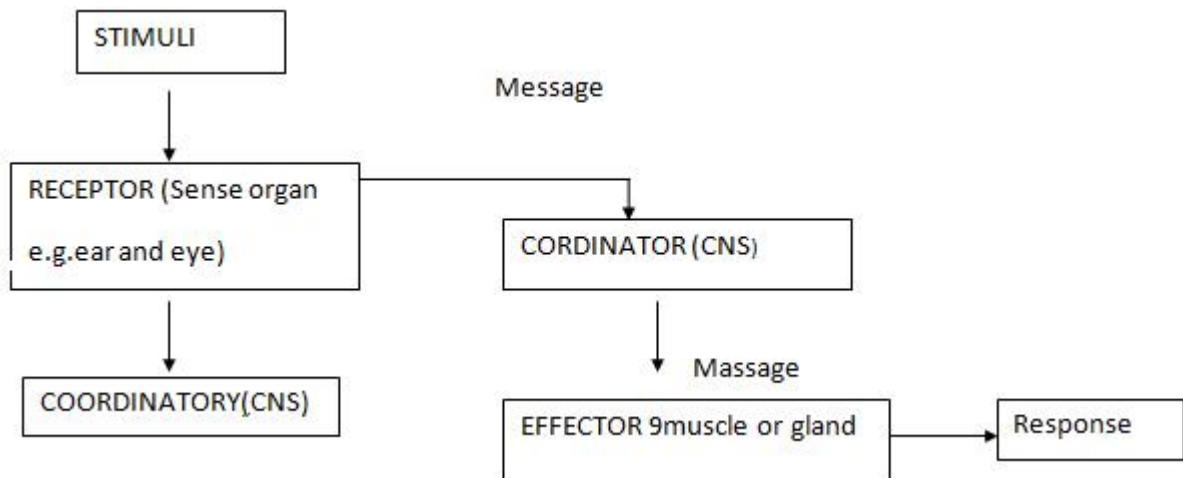 STIMULI
Message
RECEPTOR (Sense organ
e.g.ear and eye)
CORDINATOR (CNS)
COORDINATORY(CNS)
Massage
EFFECTOR 9muscle or gland
Response